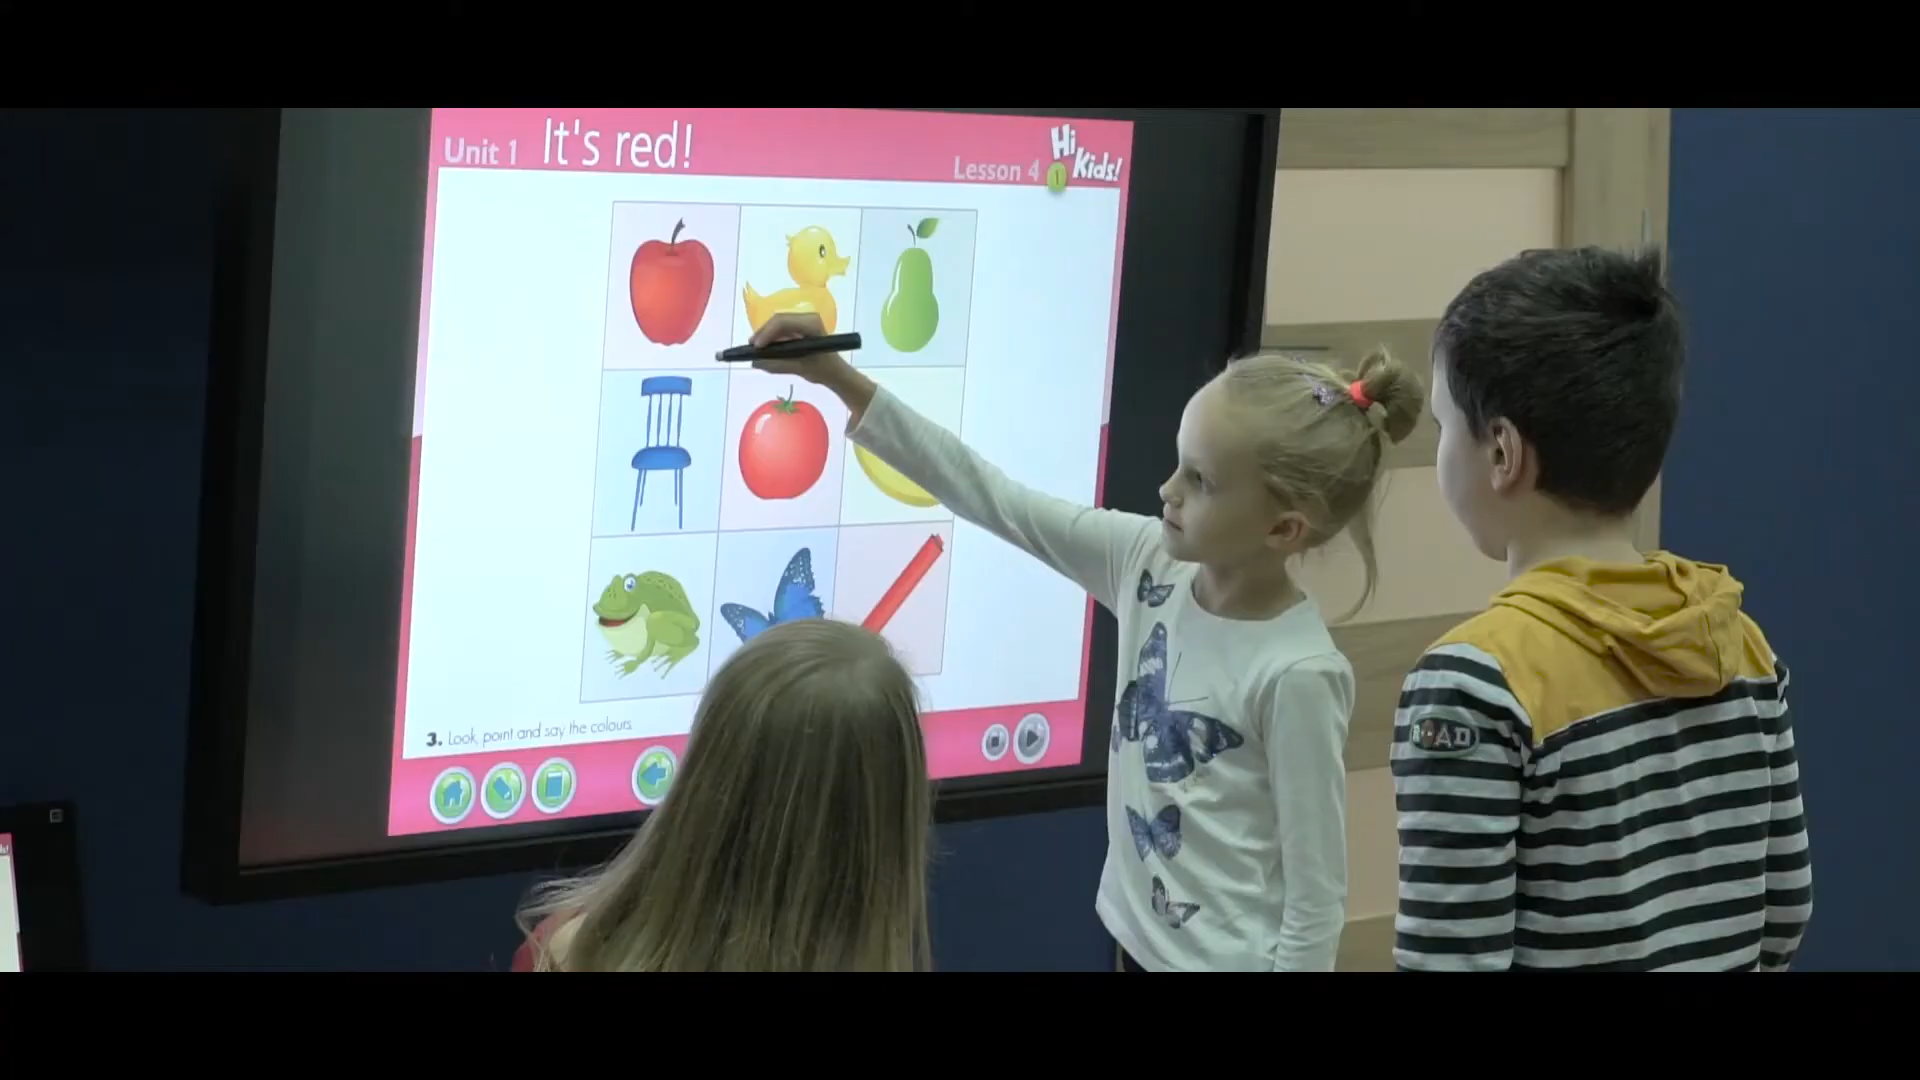 Unit 1 It's red!
Lesson 4
Hi Kids!
1
3. Look, point and say the colours.
ROAD